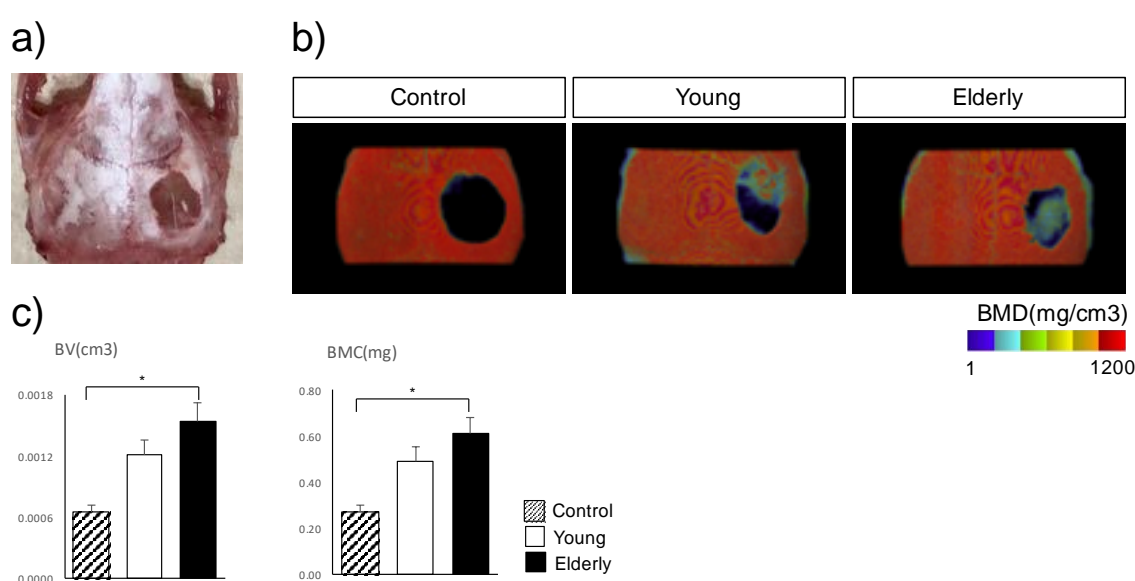 a)
b)
Control
Young
Elderly
BMD(mg/cm3)
1
1200
c)
BV(cm3)
*
0.0018
0.0012
0.0006
0.0000
BMC(mg)
*
0.80
0.60
0.40
0.20
0.00
Control
Young
Elderly